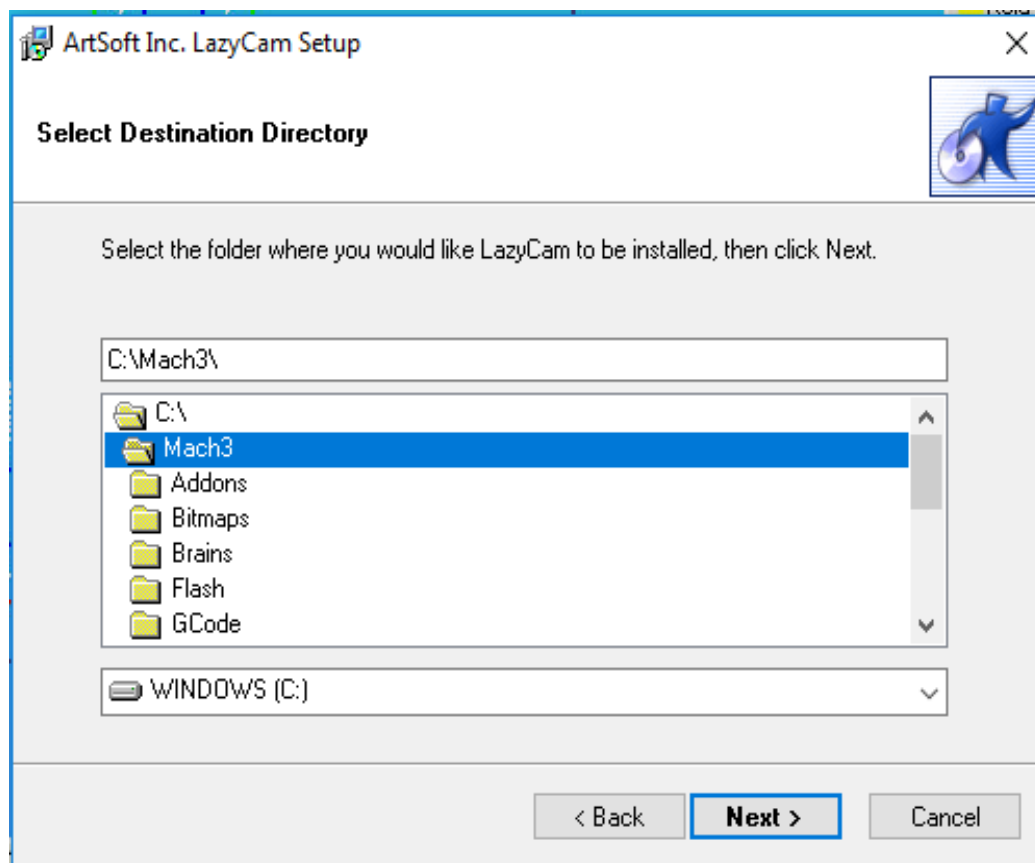 ArtSoft Inc. LazyCam Setup
Select Destination Directory
Select the folder where you would like LazyCam to be installed, then click Next.
C:\Mach3\
C:\
Mach3
Addons
Bitmaps
Brains
Flash
GCode
WINDOWS (C:)
< Back
Next >
Cancel